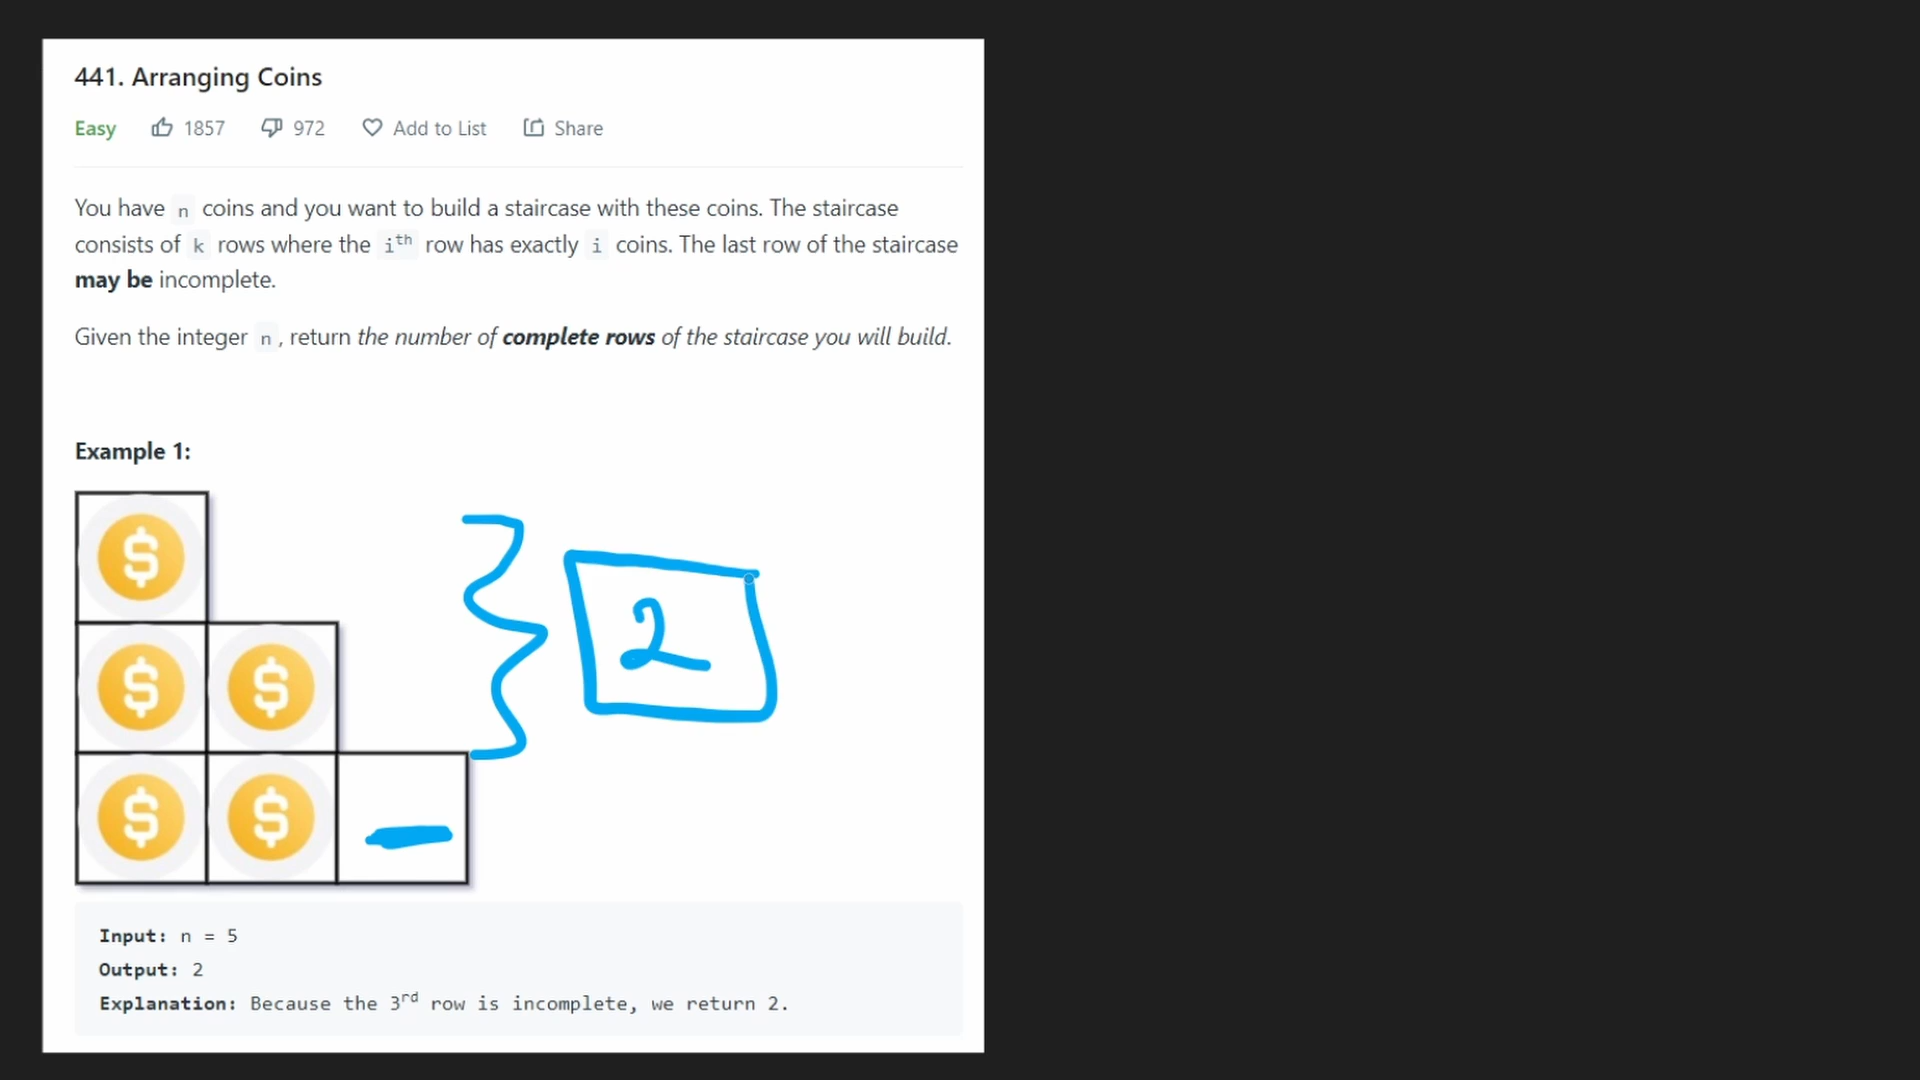 441. Arranging Coins
Easy 1857 972 Add to List Share
You have n coins and you want to build a staircase with these coins. The staircase
consists of k rows where the iᵗʰ row has exactly i coins. The last row of the staircase
may be incomplete.
Given the integer n, return the number of complete rows of the staircase you will build.
Example 1:
$
2
$ $
$ $
Input: n = 5
Output: 2
Explanation: Because the 3ʳᵈ row is incomplete, we return 2.